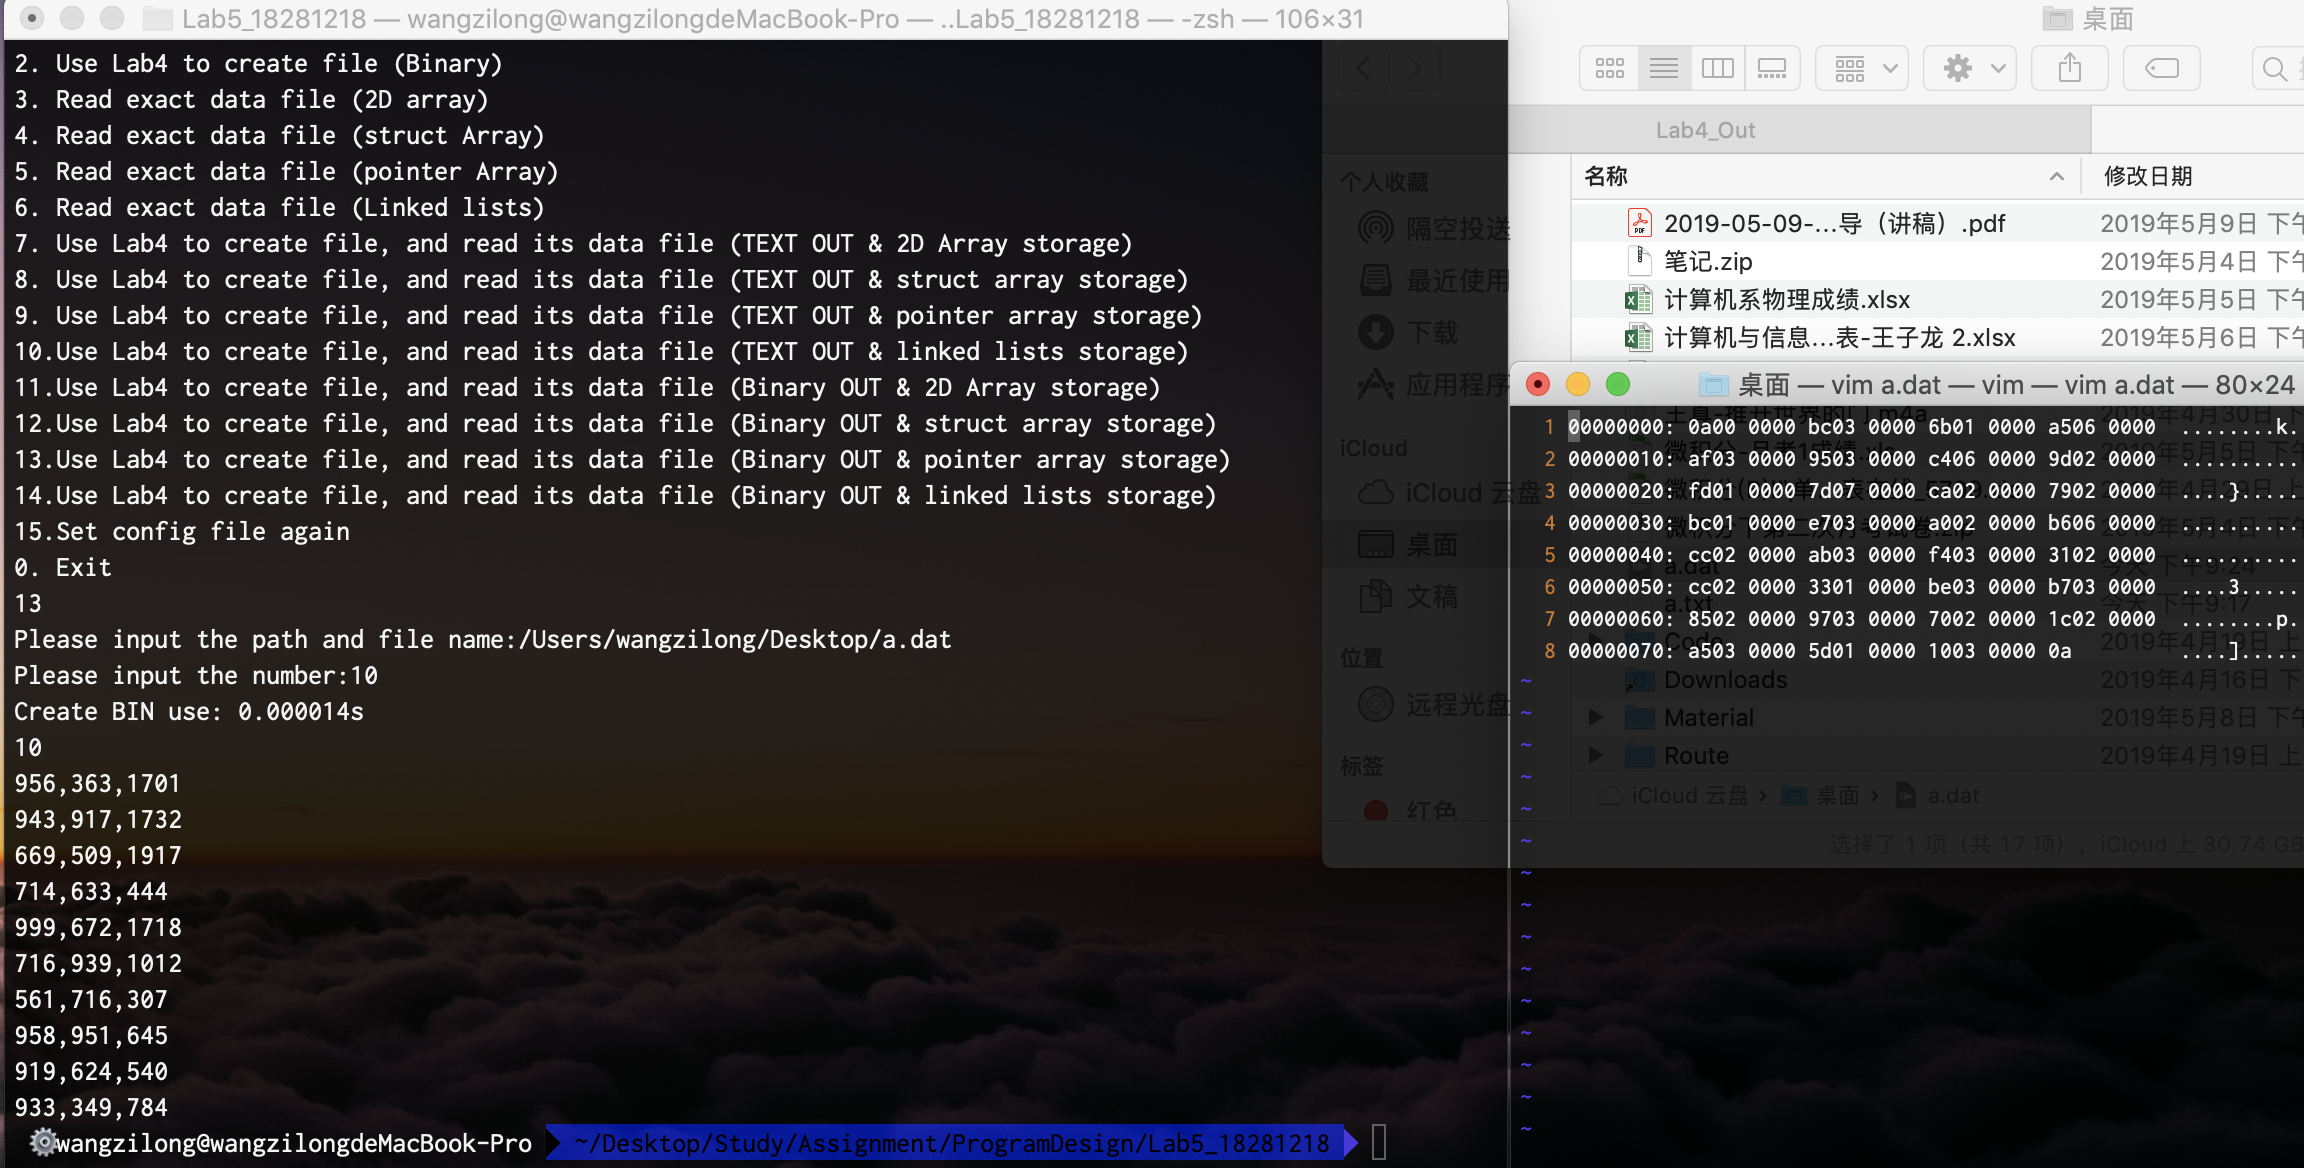 Lab5_18281218 — wangzilong@wangzilongdeMacBook-Pro — ..Lab5_18281218 — -zsh — 106×31
2. Use Lab4 to create file (Binary)
3. Read exact data file (2D array)
4. Read exact data file (struct Array)
5. Read exact data file (pointer Array)
6. Read exact data file (Linked lists)
7. Use Lab4 to create file, and read its data file (TEXT OUT & 2D Array storage)
8. Use Lab4 to create file, and read its data file (TEXT OUT & struct array storage)
9. Use Lab4 to create file, and read its data file (TEXT OUT & pointer array storage)
10.Use Lab4 to create file, and read its data file (TEXT OUT & linked lists storage)
11.Use Lab4 to create file, and read its data file (Binary OUT & 2D Array storage)
12.Use Lab4 to create file, and read its data file (Binary OUT & struct array storage)
13.Use Lab4 to create file, and read its data file (Binary OUT & pointer array storage)
14.Use Lab4 to create file, and read its data file (Binary OUT & linked lists storage)
15.Set config file again
0. Exit
13
Please input the path and file name:/Users/wangzilong/Desktop/a.dat
Please input the number:10
Create BIN use: 0.000014s
10
956,363,1701
943,917,1732
669,509,1917
714,633,444
999,672,1718
716,939,1012
561,716,307
958,951,645
919,624,540
933,349,784
wangzilong@wangzilongdeMacBook-Pro ~/Desktop/Study/Assignment/ProgramDesign/Lab5_18281218
个人收藏
隔空投送
最近使用
下载
应用程序
iCloud
iCloud 云盘
桌面
文稿
位置
远程光盘
标签
红色
桌面
Lab4_Out
名称 修改日期
2019-05-09-...导（讲稿）.pdf 2019年5月9日 下午
笔记.zip 2019年5月4日 下午
计算机系物理成绩.xlsx 2019年5月5日 下午
计算机与信息...表-王子龙 2.xlsx 2019年5月6日 下午
桌面 — vim a.dat — vim — vim a.dat — 80×24
1 00000000: 0a00 0000 bc03 0000 6b01 0000 a506 0000 ........k.
2 00000010: af03 0000 9503 0000 c406 0000 9d02 0000 ..........
3 00000020: fd01 0000 7d07 0000 ca02 0000 7902 0000 ....}.....
4 00000030: bc01 0000 e703 0000 a002 0000 b606 0000 ..........
5 00000040: cc02 0000 ab03 0000 f403 0000 3102 0000 ..........
6 00000050: cc02 0000 3301 0000 be03 0000 b703 0000 ....3.....
7 00000060: 8502 0000 9703 0000 7002 0000 1c02 0000 ........p.
8 00000070: a503 0000 5d01 0000 1003 0000 0a ....].....
a.dat 今天 下午9:24
a.txt 今天 下午9:17
Code 2019年4月19日 上
Downloads 2019年4月16日 下
Material 2019年5月8日 下午
Route 2019年4月19日 上
iCloud 云盘 › 桌面 › a.dat
选择了 1 项（共 17 项），iCloud 上 30.74 GB